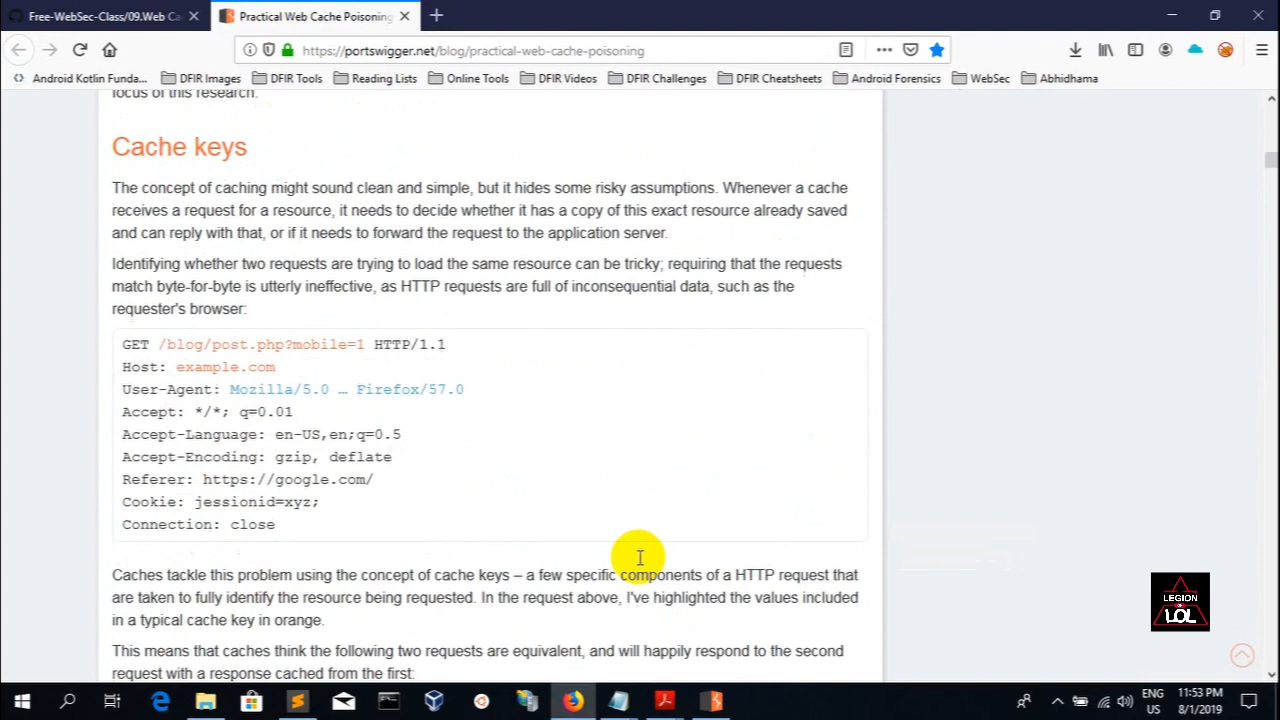 Free-WebSec-Class/09.Web Ca
Practical Web Cache Poisoning
https://portswigger.net/blog/practical-web-cache-poisoning
Android Kotlin Funda...
DFIR Images
DFIR Tools
Reading Lists
Online Tools
DFIR Videos
DFIR Challenges
DFIR Cheatsheets
Android Forensics
WebSec
Abhidhama
focus of this research.
Cache keys
The concept of caching might sound clean and simple, but it hides some risky assumptions. Whenever a cache
receives a request for a resource, it needs to decide whether it has a copy of this exact resource already saved
and can reply with that, or if it needs to forward the request to the application server.
Identifying whether two requests are trying to load the same resource can be tricky; requiring that the requests
match byte-for-byte is utterly ineffective, as HTTP requests are full of inconsequential data, such as the
requester's browser:
GET /blog/post.php?mobile=1 HTTP/1.1
Host: example.com
User-Agent: Mozilla/5.0 … Firefox/57.0
Accept: */*; q=0.01
Accept-Language: en-US,en;q=0.5
Accept-Encoding: gzip, deflate
Referer: https://google.com/
Cookie: jessionid=xyz;
Connection: close
Caches tackle this problem using the concept of cache keys – a few specific components of a HTTP request that
are taken to fully identify the resource being requested. In the request above, I've highlighted the values included
in a typical cache key in orange.
This means that caches think the following two requests are equivalent, and will happily respond to the second
request with a response cached from the first:
LEGION
LOL
ENG
US
11:53 PM
8/1/2019